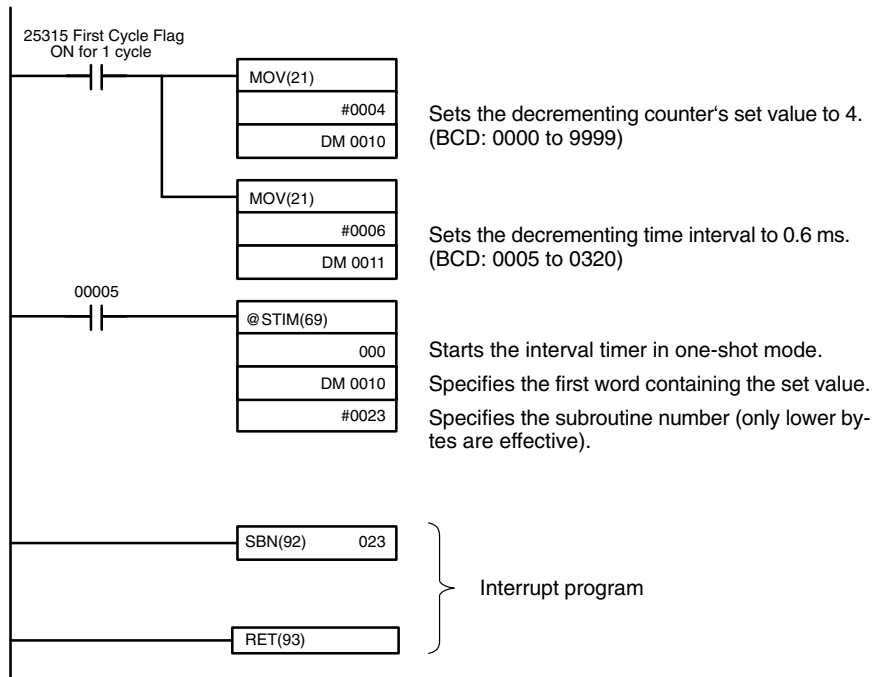 25315 First Cycle Flag
ON for 1 cycle
MOV(21)
#0004
DM 0010
Sets the decrementing counter‘s set value to 4.
(BCD: 0000 to 9999)
MOV(21)
#0006
DM 0011
Sets the decrementing time interval to 0.6 ms.
(BCD: 0005 to 0320)
00005
@STIM(69)
000
Starts the interval timer in one-shot mode.
DM 0010
Specifies the first word containing the set value.
#0023
Specifies the subroutine number (only lower by-
tes are effective).
SBN(92) 023
Interrupt program
RET(93)